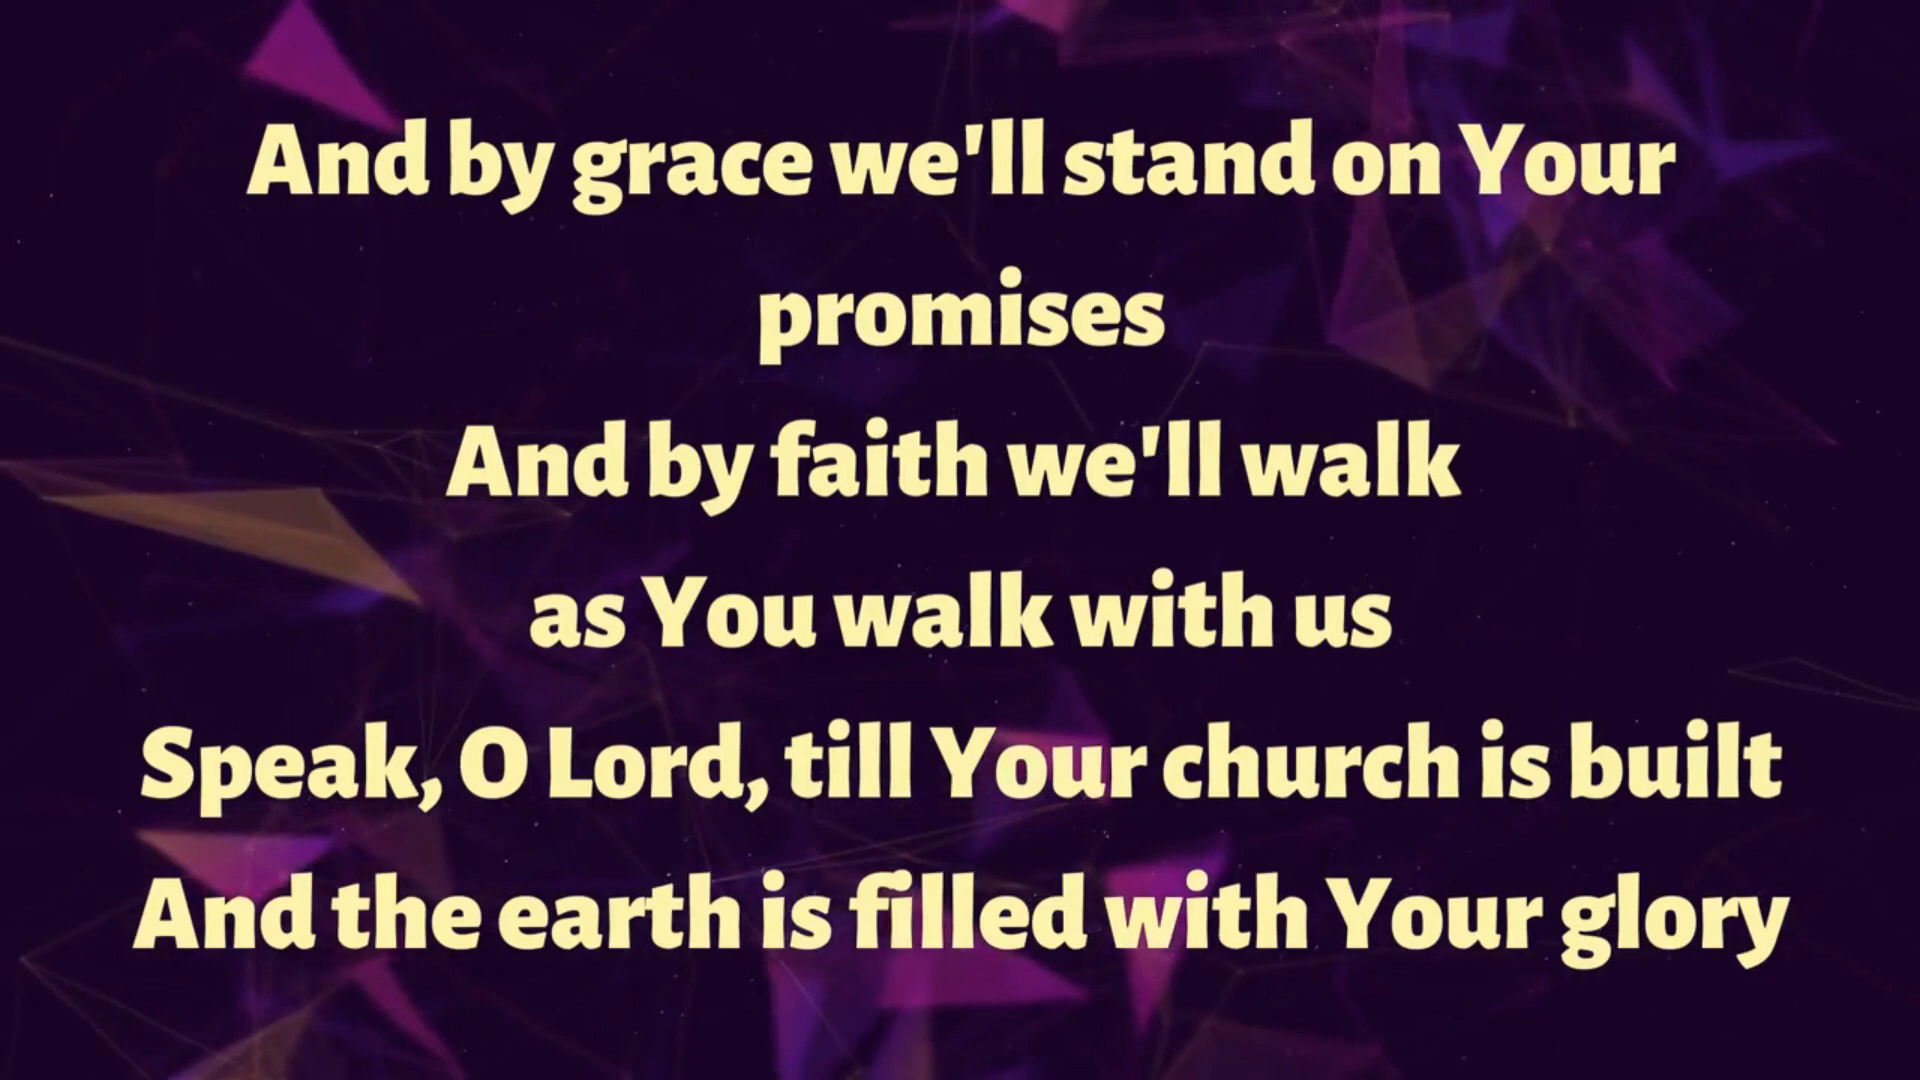 And by grace we'll stand on Your
promises
And by faith we'll walk
as You walk with us
Speak, O Lord, till Your church is built
And the earth is filled with Your glory